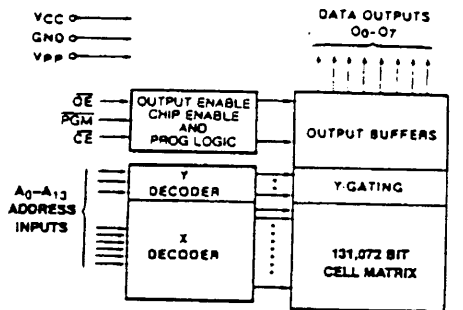 VCC
GND
VPP
DATA OUTPUTS
O0-O7
OE
PGM
CE
OUTPUT ENABLE
CHIP ENABLE
AND
PROG LOGIC
OUTPUT BUFFERS
A0-A13
ADDRESS
INPUTS
Y
DECODER
Y-GATING
X
DECODER
131,072 BIT
CELL MATRIX